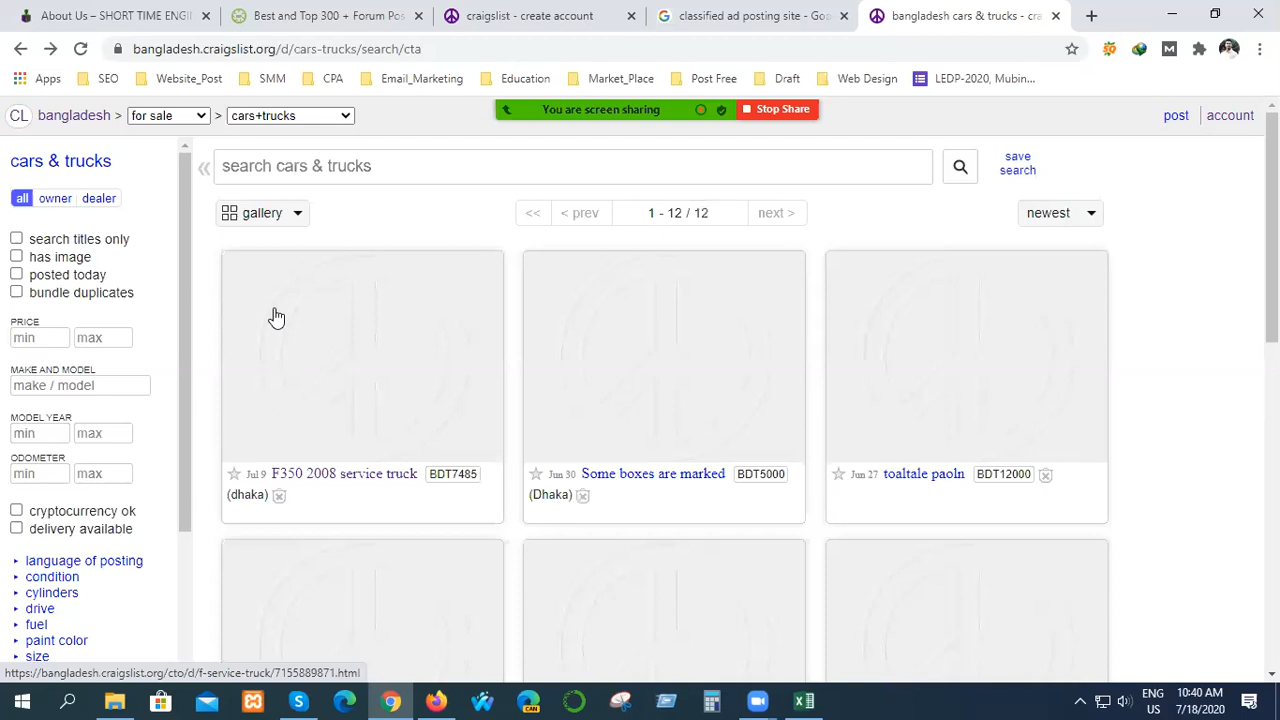 About Us – SHORT TIME ENGI
Best and Top 300 + Forum Pos
craigslist - create account
classified ad posting site - Goo
bangladesh cars & trucks - cra
bangladesh.craigslist.org/d/cars-trucks/search/cta
Apps SEO Website_Post SMM CPA Email_Marketing Education Market_Place Post Free Draft Web Design LEDP-2020, Mubin...
You are screen sharing Stop Share
CL bangladesh > for sale > cars+trucks post account
cars & trucks
search cars & trucks
save search
all owner dealer
gallery << < prev 1 - 12 / 12 next > newest
search titles only
has image
posted today
bundle duplicates
PRICE
min max
MAKE AND MODEL
make / model
MODEL YEAR
min max
ODOMETER
min max
cryptocurrency ok
delivery available
language of posting
condition
cylinders
drive
fuel
paint color
size
Jul 9 F350 2008 service truck BDT7485
(dhaka)
Jun 30 Some boxes are marked BDT5000
(Dhaka)
Jun 27 toaltale paoln BDT12000
https://bangladesh.craigslist.org/cto/d/f-service-truck/7155889871.html
CAN
ENG
US
10:40 AM
7/18/2020